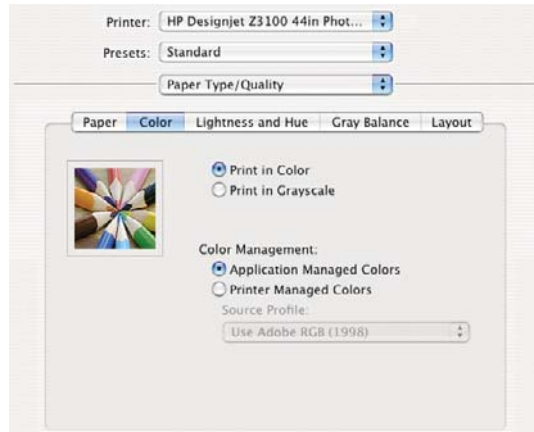 Printer: HP Designjet Z3100 44in Phot...
Presets: Standard
Paper Type/Quality
Paper Color Lightness and Hue Gray Balance Layout
Print in Color
Print in Grayscale
Color Management:
Application Managed Colors
Printer Managed Colors
Source Profile:
Use Adobe RGB (1998)